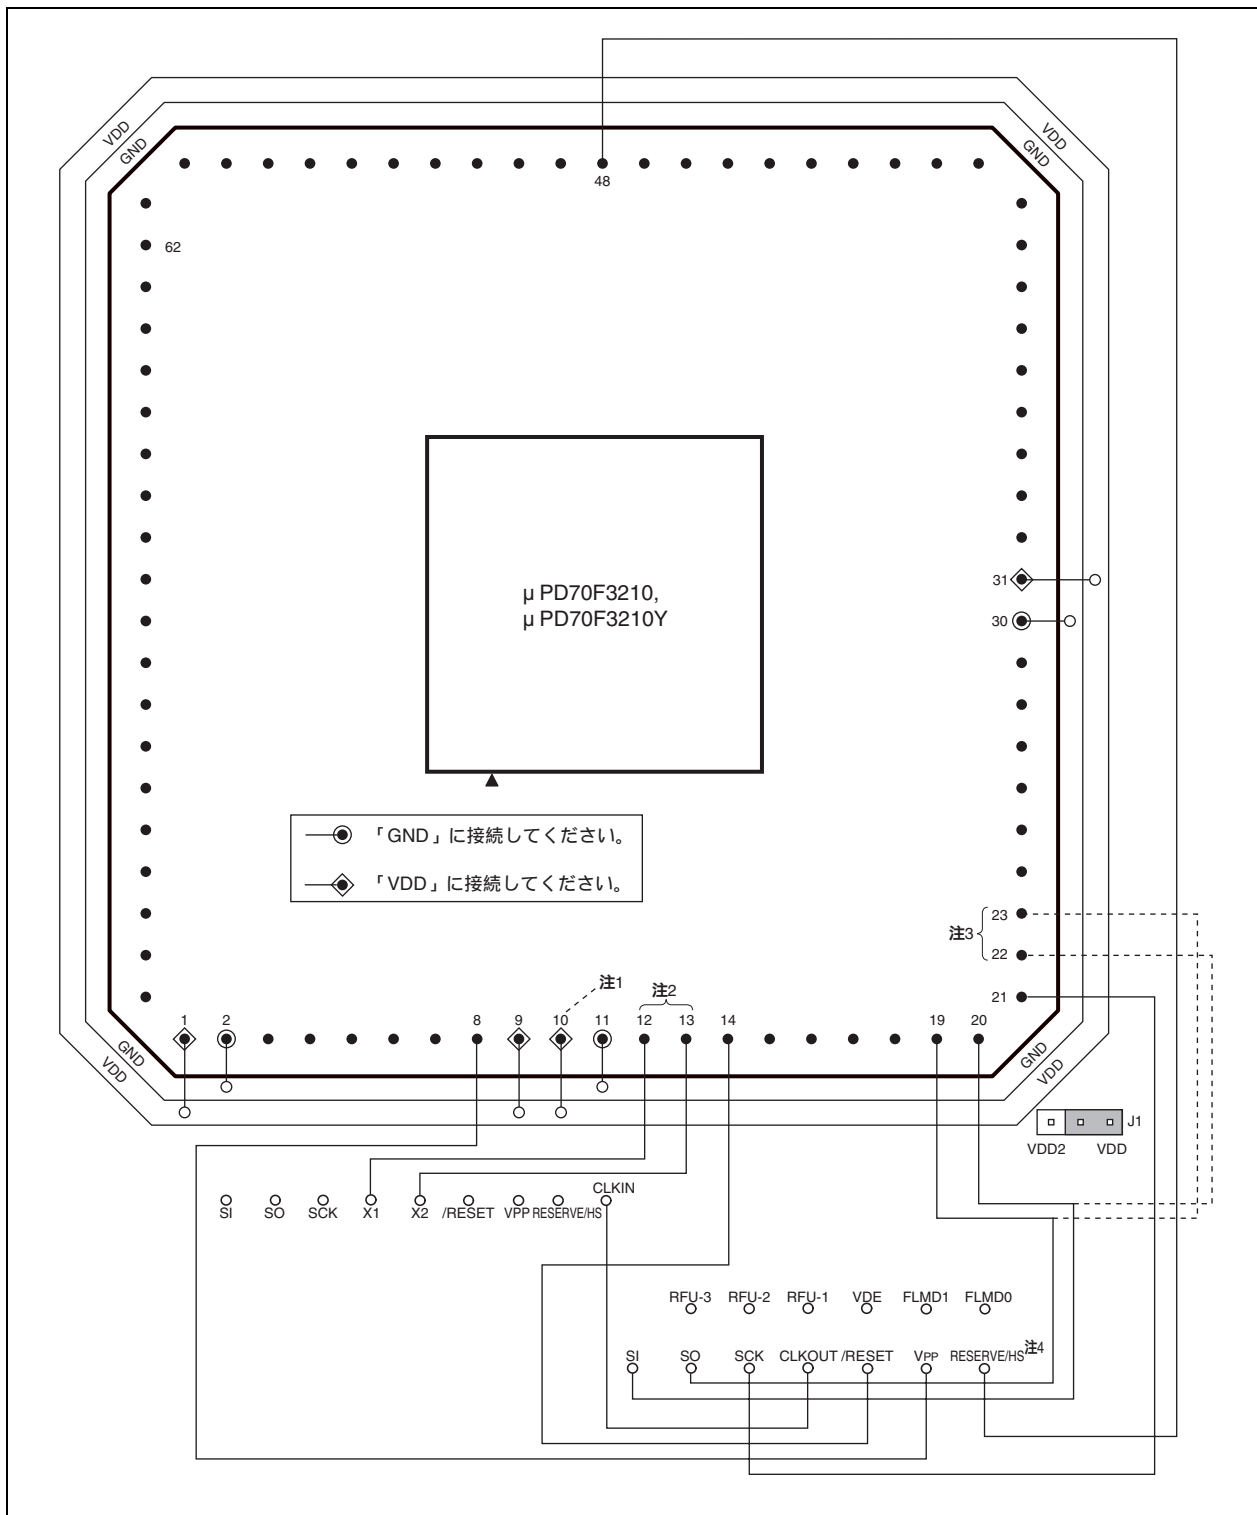 VDD
GND
VDD
GND
48
62
31
30
μ PD70F3210,
μ PD70F3210Y
「GND」に接続してください。
「VDD」に接続してください。
23
注3
22
21
注1
注2
1
2
8
9
10
11
12
13
14
19
20
GND
VDD
GND
VDD
J1
VDD2
VDD
CLKIN
SI
SO
SCK
X1
X2
/RESET
VPP
RESERVE/HS
RFU-3
RFU-2
RFU-1
VDE
FLMD1
FLMD0
SI
SO
SCK
CLKOUT
/RESET
VPP
RESERVE/HS注4